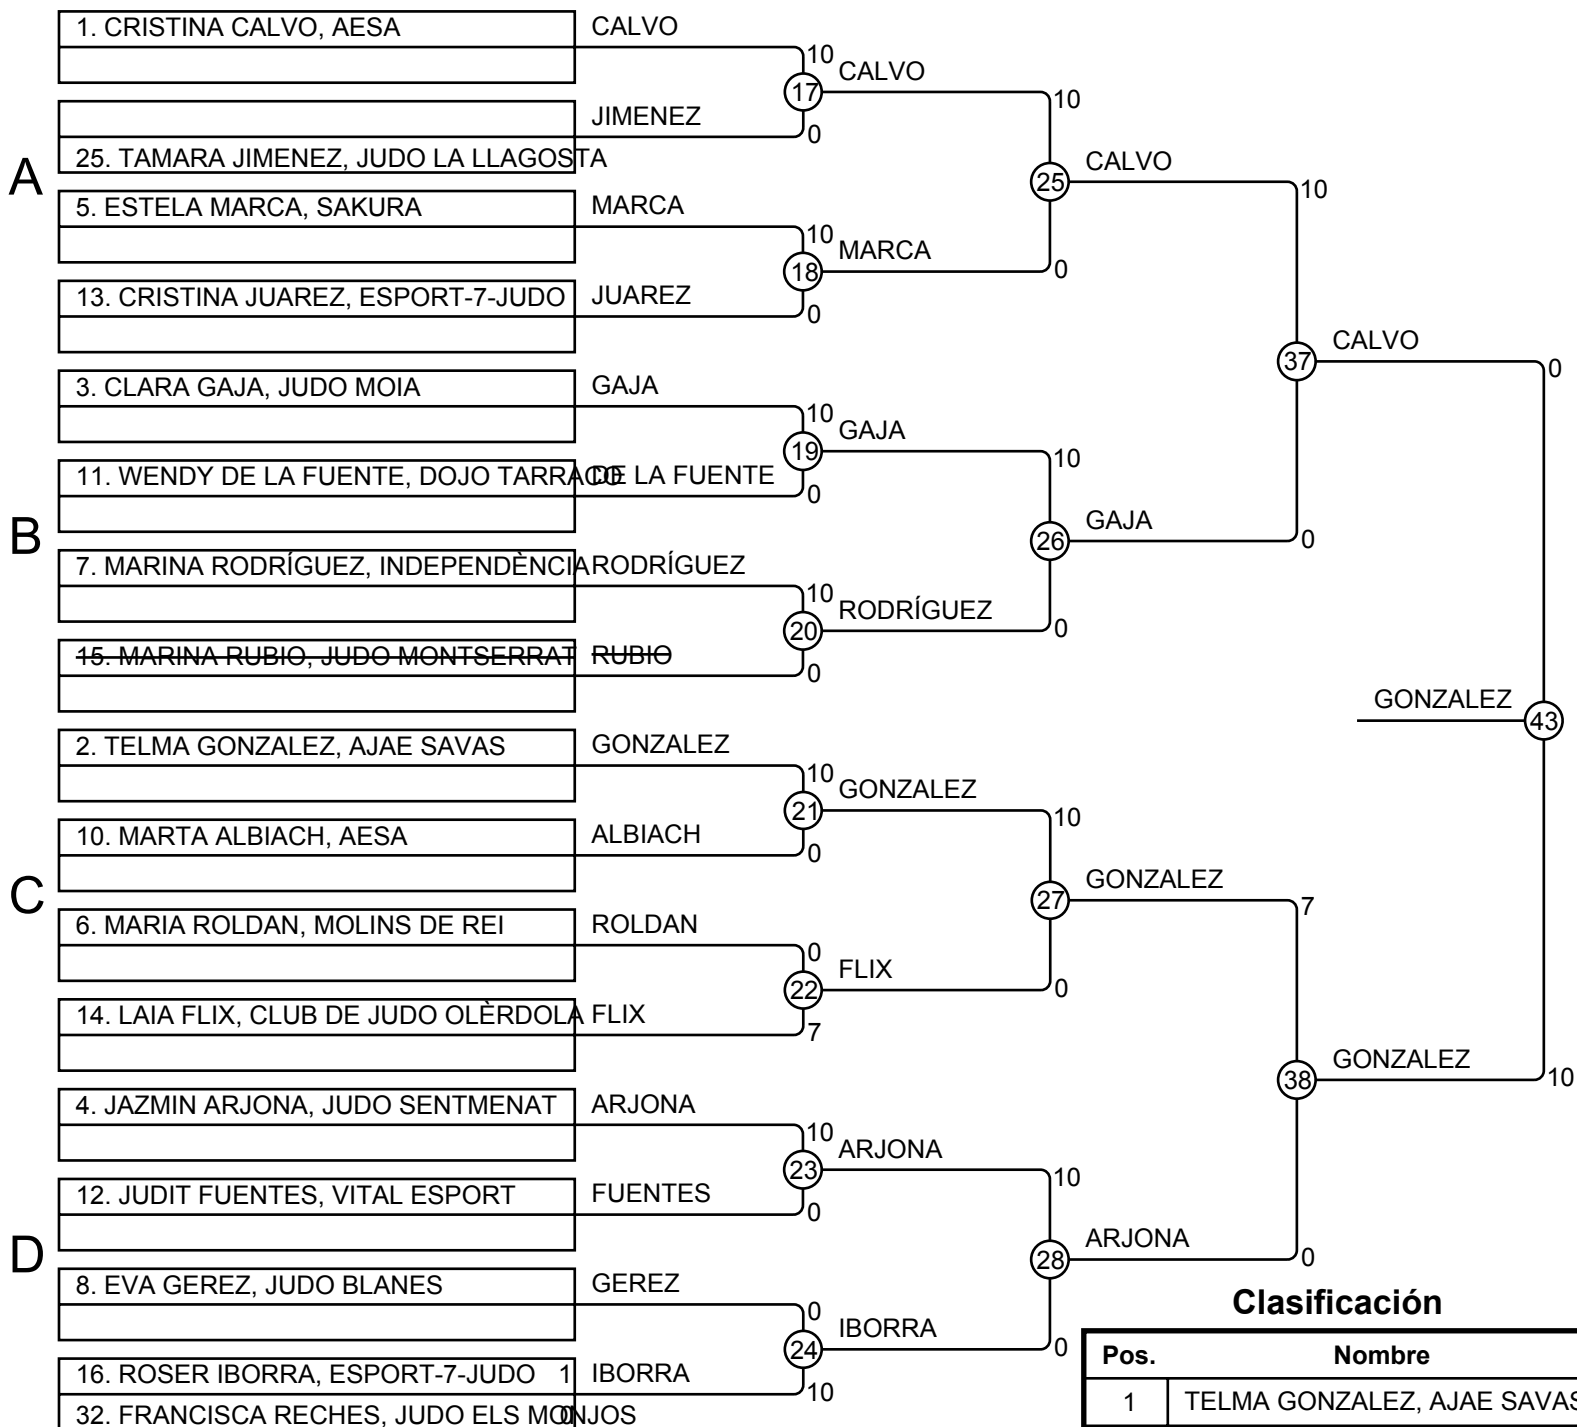 A
1. CRISTINA CALVO, AESA
CALVO
10
17
CALVO
25. TAMARA JIMENEZ, JUDO LA LLAGOSTA
JIMENEZ
0
10
25
CALVO
5. ESTELA MARCA, SAKURA
MARCA
10
18
MARCA
0
13. CRISTINA JUAREZ, ESPORT-7-JUDO
JUAREZ
0
10
37
CALVO
0
B
3. CLARA GAJA, JUDO MOIA
GAJA
10
19
GAJA
11. WENDY DE LA FUENTE, DOJO TARRACO
DE LA FUENTE
0
10
26
GAJA
0
7. MARINA RODRÍGUEZ, INDEPENDÈNCIA
RODRÍGUEZ
10
20
RODRÍGUEZ
0
15. MARINA RUBIO, JUDO MONTSERRAT
RUBIO
0
GONZALEZ
43
C
2. TELMA GONZALEZ, AJAE SAVAS
GONZALEZ
10
21
GONZALEZ
10. MARTA ALBIACH, AESA
ALBIACH
0
10
27
GONZALEZ
7
6. MARIA ROLDAN, MOLINS DE REI
ROLDAN
0
22
FLIX
0
14. LAIA FLIX, CLUB DE JUDO OLÈRDOLA
FLIX
7
38
GONZALEZ
10
D
4. JAZMIN ARJONA, JUDO SENTMENAT
ARJONA
10
23
ARJONA
12. JUDIT FUENTES, VITAL ESPORT
FUENTES
0
10
28
ARJONA
0
8. EVA GEREZ, JUDO BLANES
GEREZ
0
24
IBORRA
0
16. ROSER IBORRA, ESPORT-7-JUDO 1
IBORRA
10
32. FRANCISCA RECHES, JUDO ELS MONJOS
0
Clasificación
Pos. Nombre
1 TELMA GONZALEZ, AJAE SAVAS